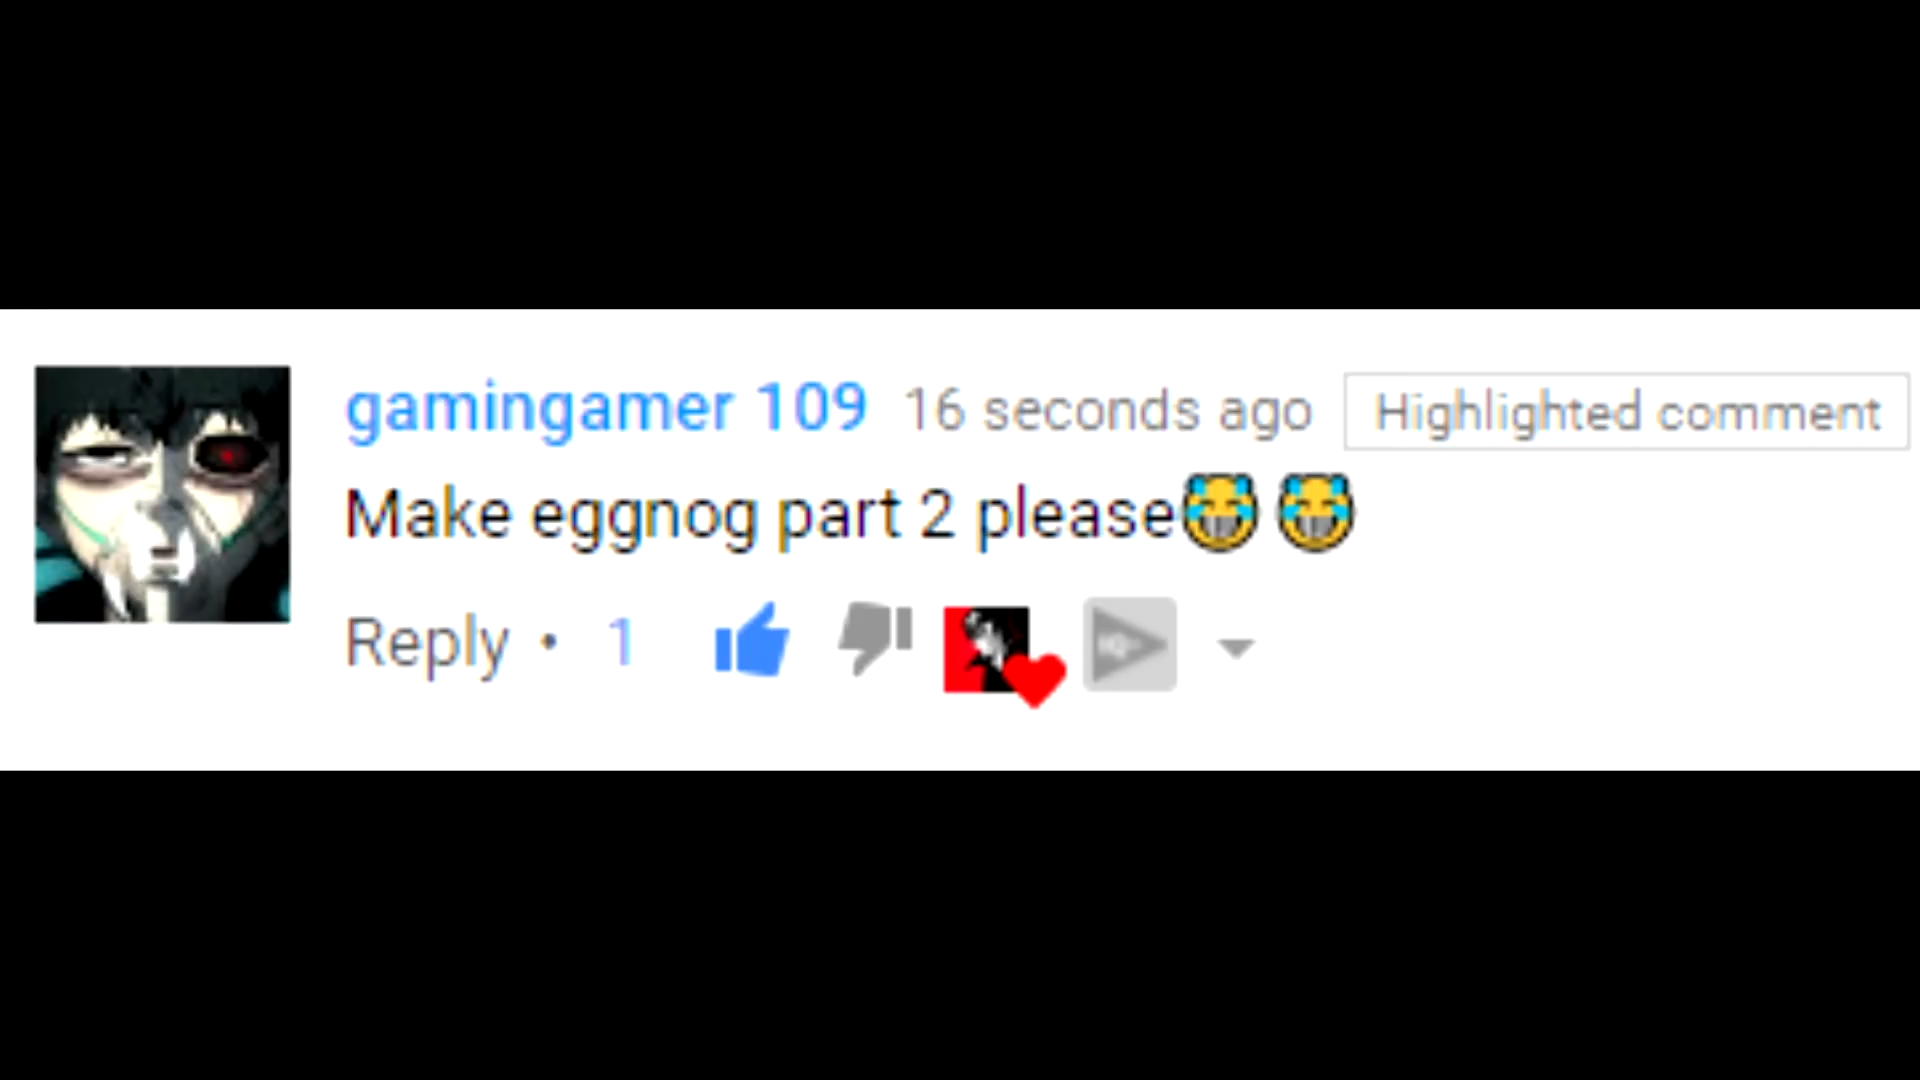 gamingamer 109 16 seconds ago Highlighted comment
Make eggnog part 2 please😂 😂
Reply • 1